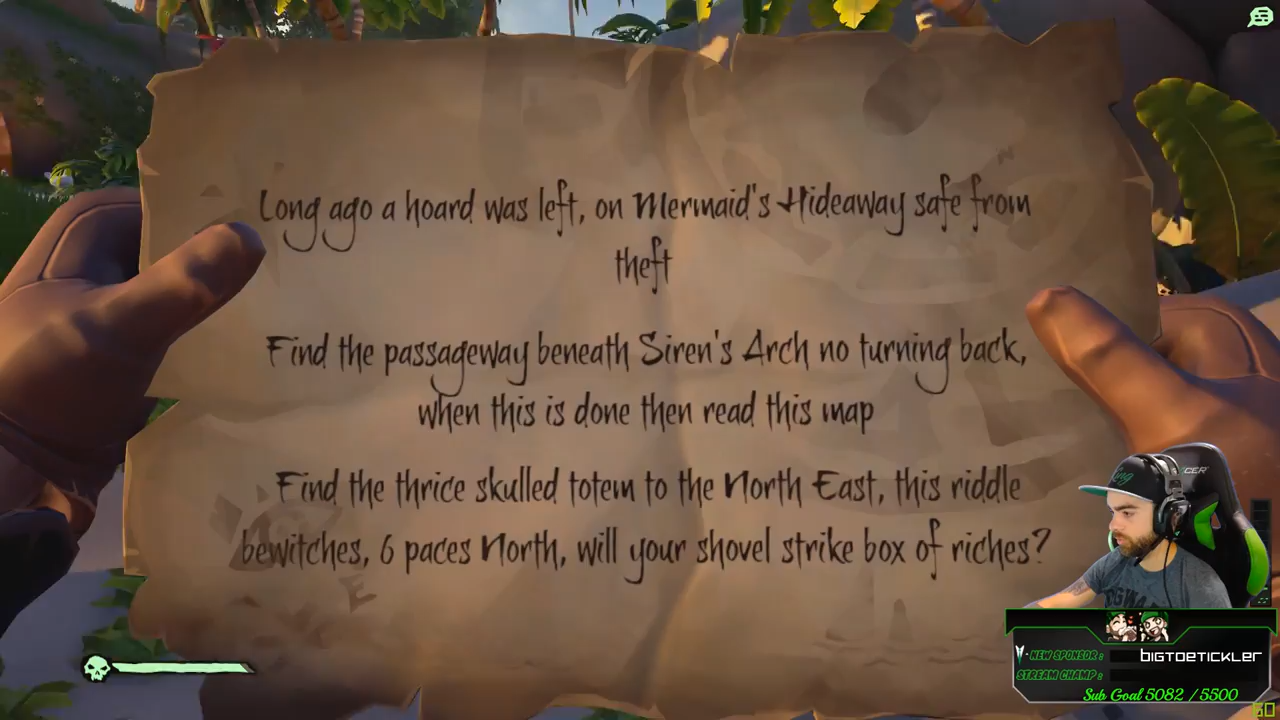 Long ago a hoard was left, on Mermaid's Hideaway safe from
theft
Find the passageway beneath Siren's Arch no turning back,
when this is done then read this map
Find the thrice skulled totem to the North East, this riddle
bewitches, 6 paces North, will your shovel strike box of riches?
NEW SPONSOR: BIGTOETICKLER
STREAM CHAMP:
Sub Goal 5082 / 5500
60